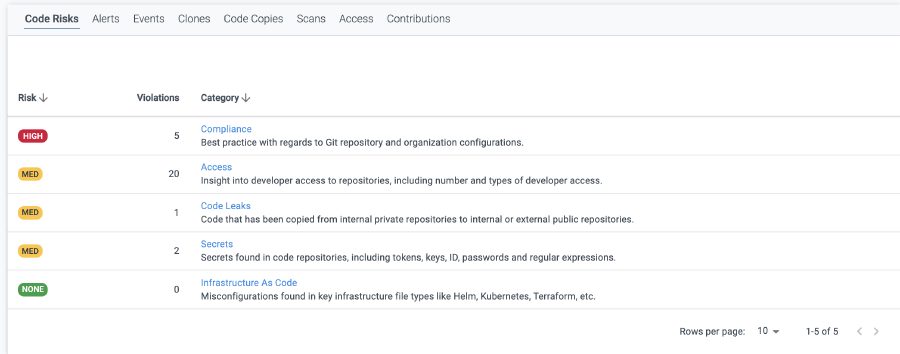 Code Risks Alerts Events Clones Code Copies Scans Access Contributions
Risk Violations Category
HIGH 5 Compliance
Best practice with regards to Git repository and organization configurations.
MED 20 Access
Insight into developer access to repositories, including number and types of developer access.
MED 1 Code Leaks
Code that has been copied from internal private repositories to internal or external public repositories.
MED 2 Secrets
Secrets found in code repositories, including tokens, keys, ID, passwords and regular expressions.
NONE 0 Infrastructure As Code
Misconfigurations found in key infrastructure file types like Helm, Kubernetes, Terraform, etc.
Rows per page: 10 1-5 of 5